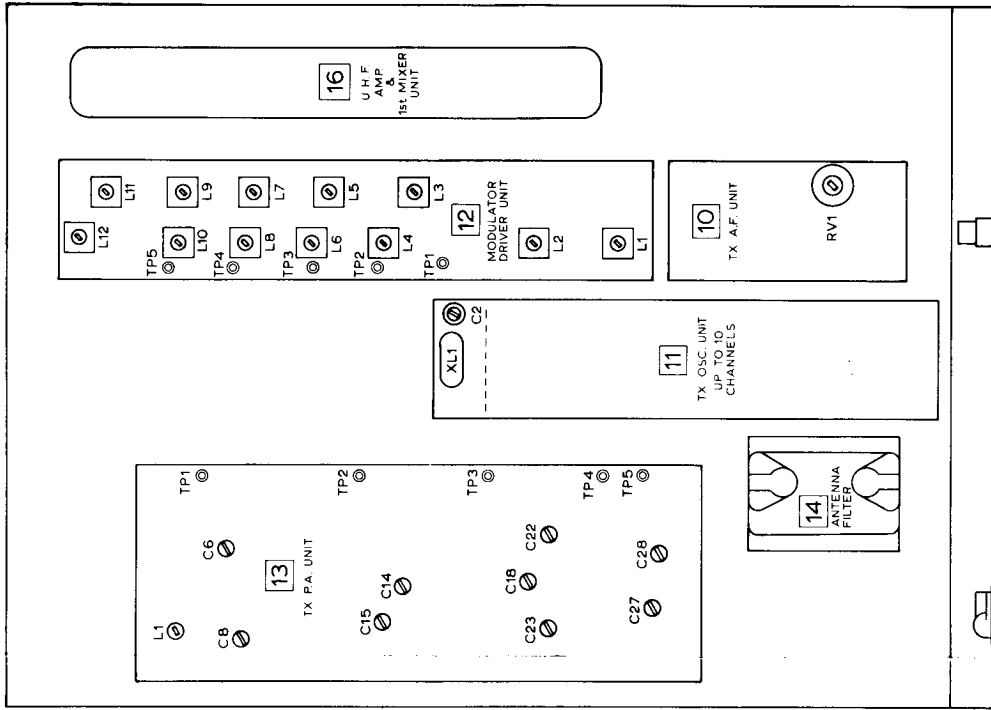 16
U.H.F.
AMP.
&
1st MIXER
UNIT
L12
L11
L10
L9
L8
L7
L6
L5
L4
L3
TP5
TP4
TP3
TP2
TP1
12
MODULATOR
DRIVER UNIT
L2
L1
10
TX A.F. UNIT
RV1
XL1
C2
11
TX OSC. UNIT
UP TO 10
CHANNELS
TP1
TP2
TP3
TP4
TP5
L1
C8
C6
13
TX P.A. UNIT
C15
C14
C23
C18
C22
C27
C28
14
ANTENNA
FILTER